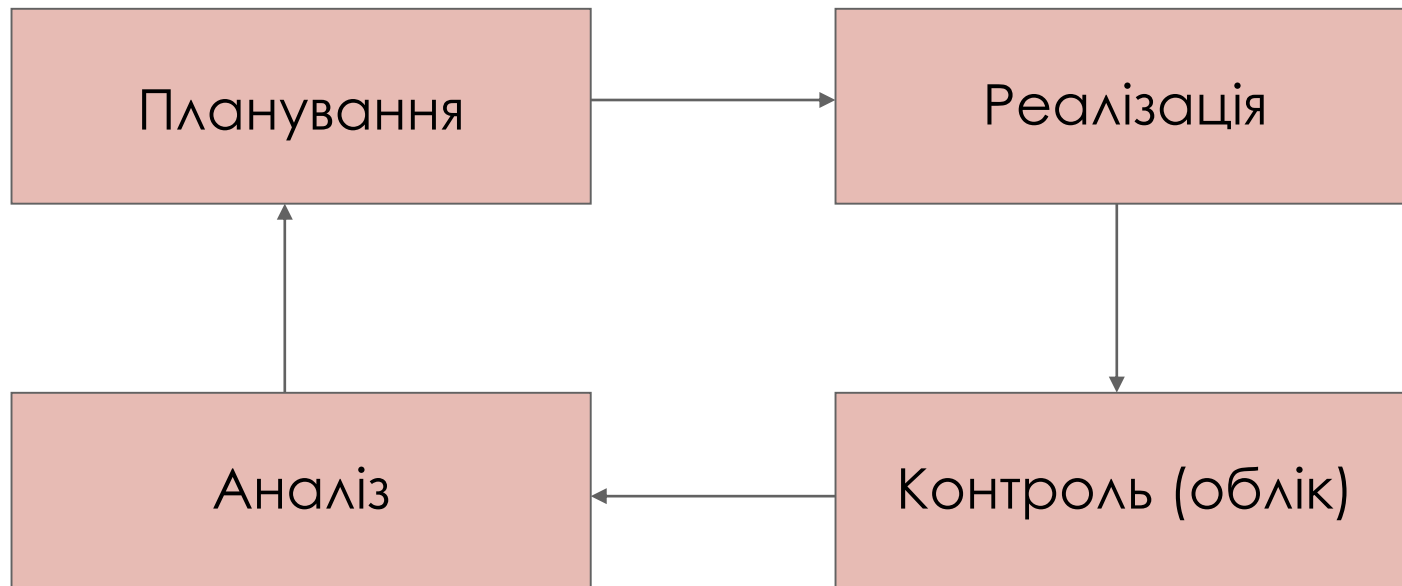 Планування
Реалізація
Аналіз
Контроль (облік)